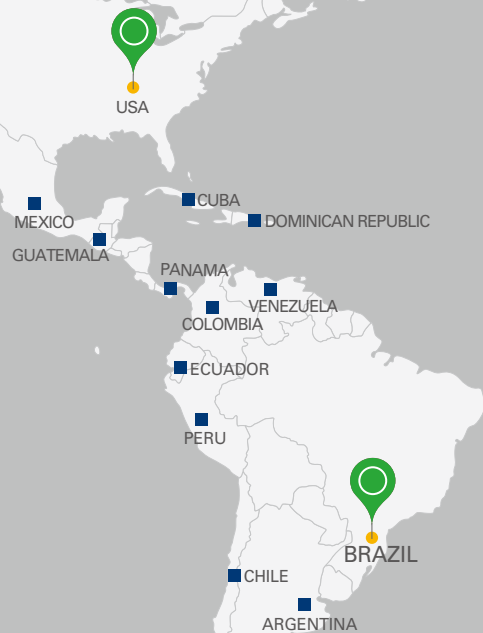 USA
CUBA
MEXICO
DOMINICAN REPUBLIC
GUATEMALA
PANAMA
VENEZUELA
COLOMBIA
ECUADOR
PERU
BRAZIL
CHILE
ARGENTINA